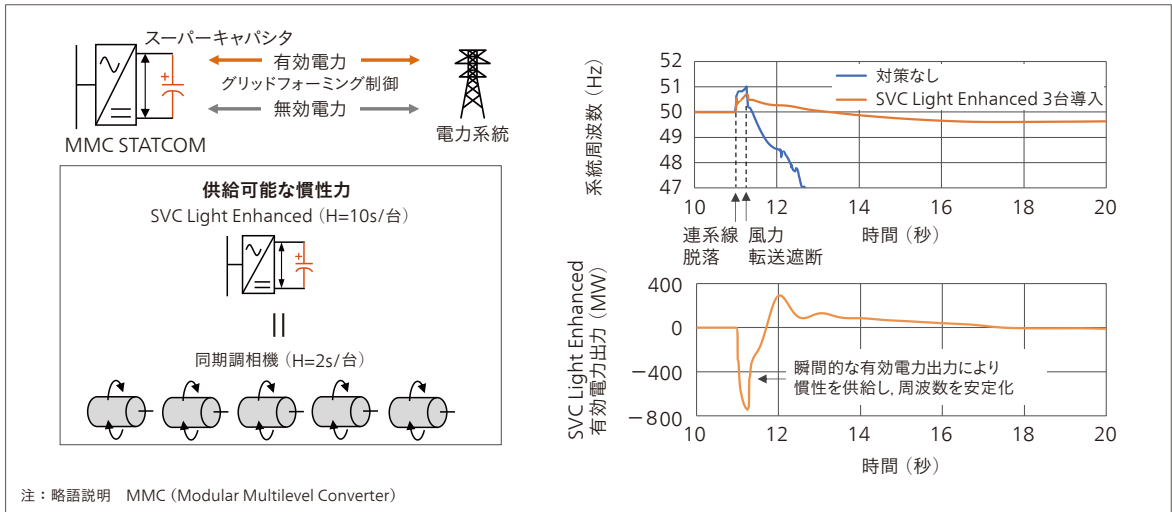 スーパーキャパシタ
有効電力
グリッドフォーミング制御
無効電力
MMC STATCOM
電力系統
供給可能な慣性力
SVC Light Enhanced（H=10s/台）
=
同期調相機（H=2s/台）
系統周波数（Hz）
51
52
51
50
49
48
47
対策なし
SVC Light Enhanced 3台導入
10
12
14
16
18
20
連系線
脱落
風力
転送遮断
時間（秒）
SVC Light Enhanced
有効電力出力（MW）
400
0
－400
－800
瞬間的な有効電力出力により
慣性を供給し，周波数を安定化
10
12
14
16
18
20
時間（秒）
注：略語説明　MMC（Modular Multilevel Converter）